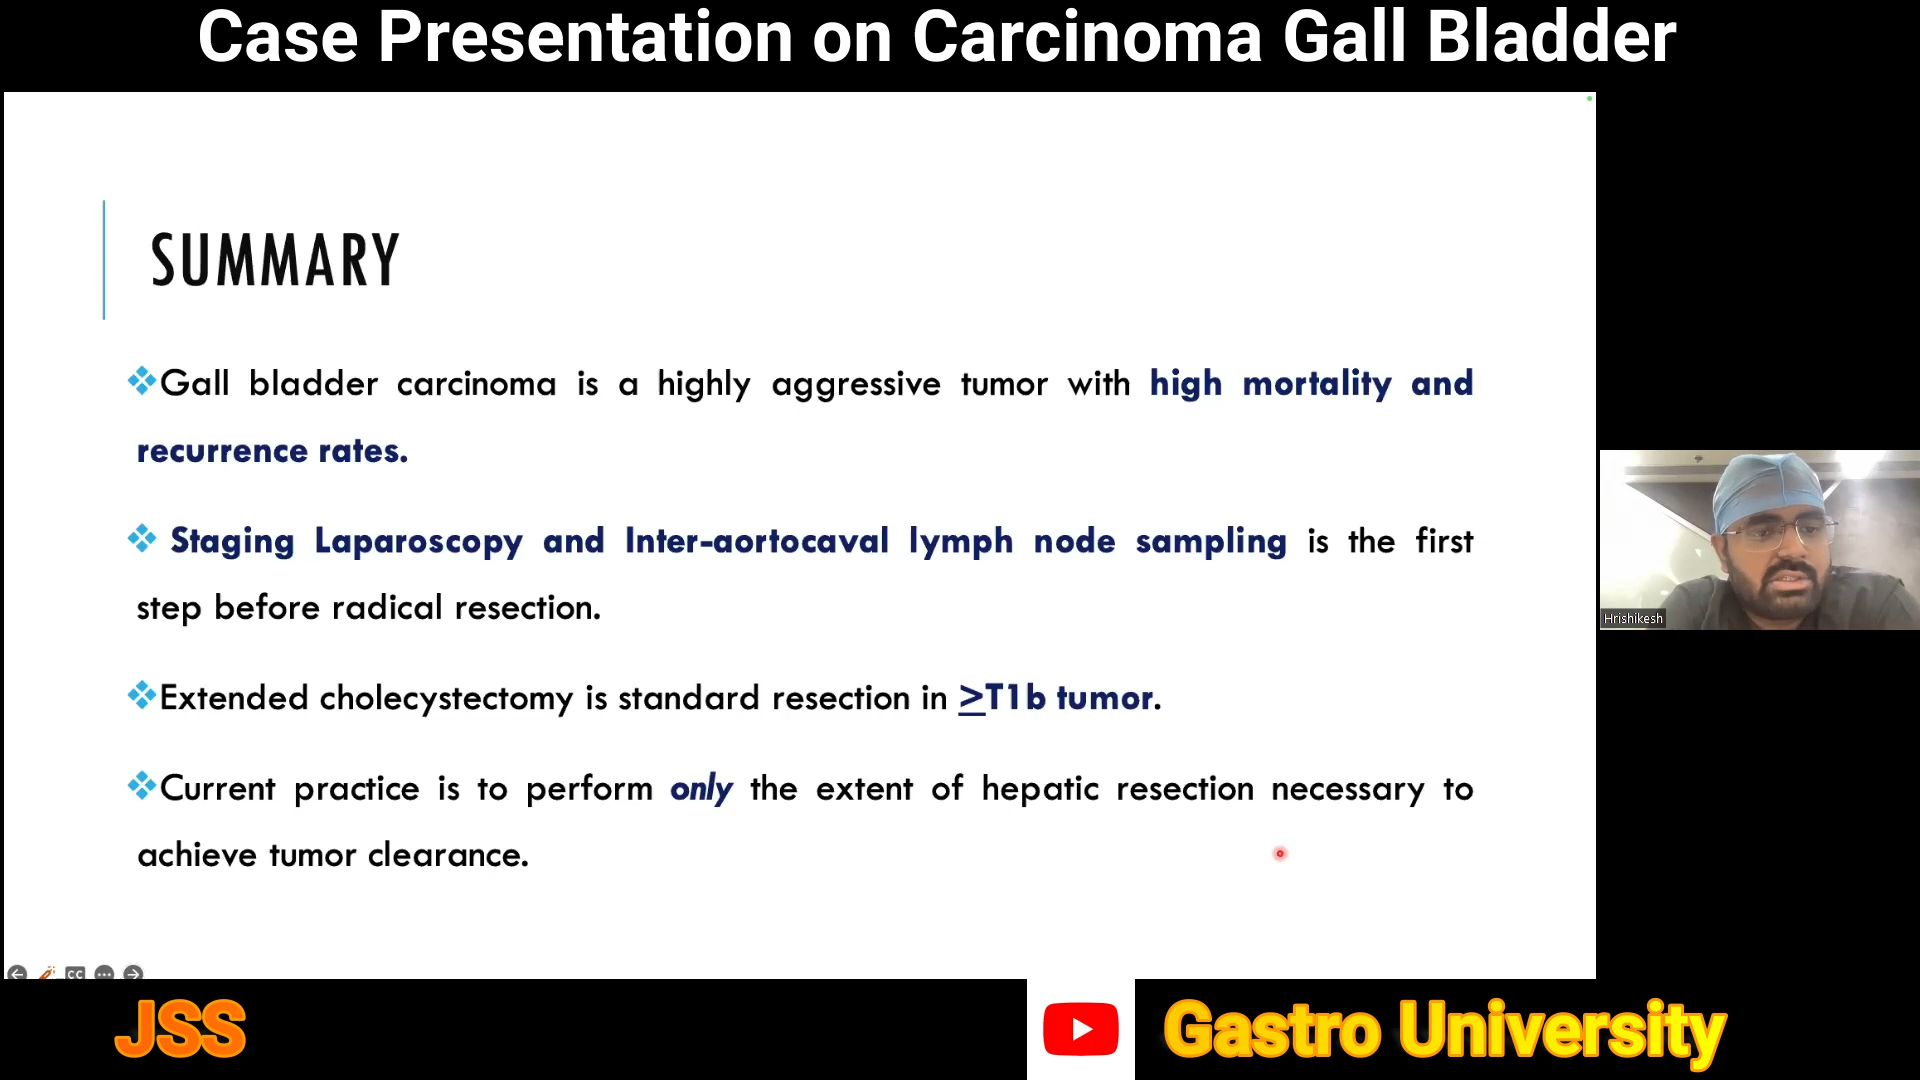 Case Presentation on Carcinoma Gall Bladder
SUMMARY
Gall bladder carcinoma is a highly aggressive tumor with high mortality and
recurrence rates.
Staging Laparoscopy and Inter-aortocaval lymph node sampling is the first
step before radical resection.
Extended cholecystectomy is standard resection in ≥T1b tumor.
Current practice is to perform only the extent of hepatic resection necessary to
achieve tumor clearance.
Hrishikesh
CC
JSS
Gastro University